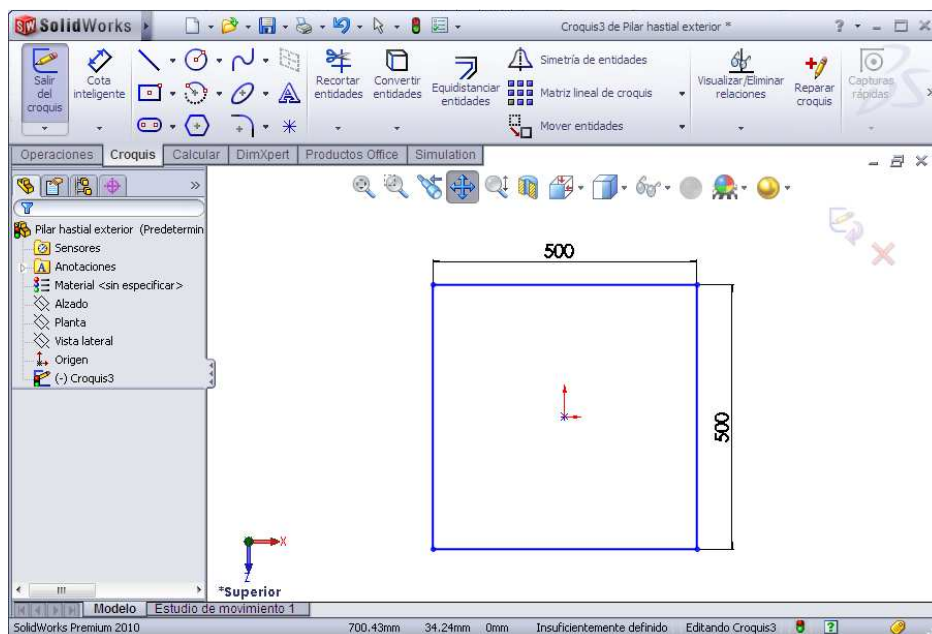 SolidWorks
Croquis3 de Pilar hastial exterior *
Salir del croquis
Cota inteligente
Recortar entidades
Convertir entidades
Equidistanciar entidades
Simetría de entidades
Matriz lineal de croquis
Mover entidades
Visualizar/Eliminar relaciones
Reparar croquis
Capturas rápidas
Operaciones Croquis Calcular DimXpert Productos Office Simulation
Pilar hastial exterior (Predetermin
Sensores
Anotaciones
Material <sin especificar>
Alzado
Planta
Vista lateral
Origen
(-) Croquis3
500
500
X
Z
*Superior
Modelo Estudio de movimiento 1
SolidWorks Premium 2010 700.43mm 34.24mm 0mm Insuficientemente definido Editando Croquis3